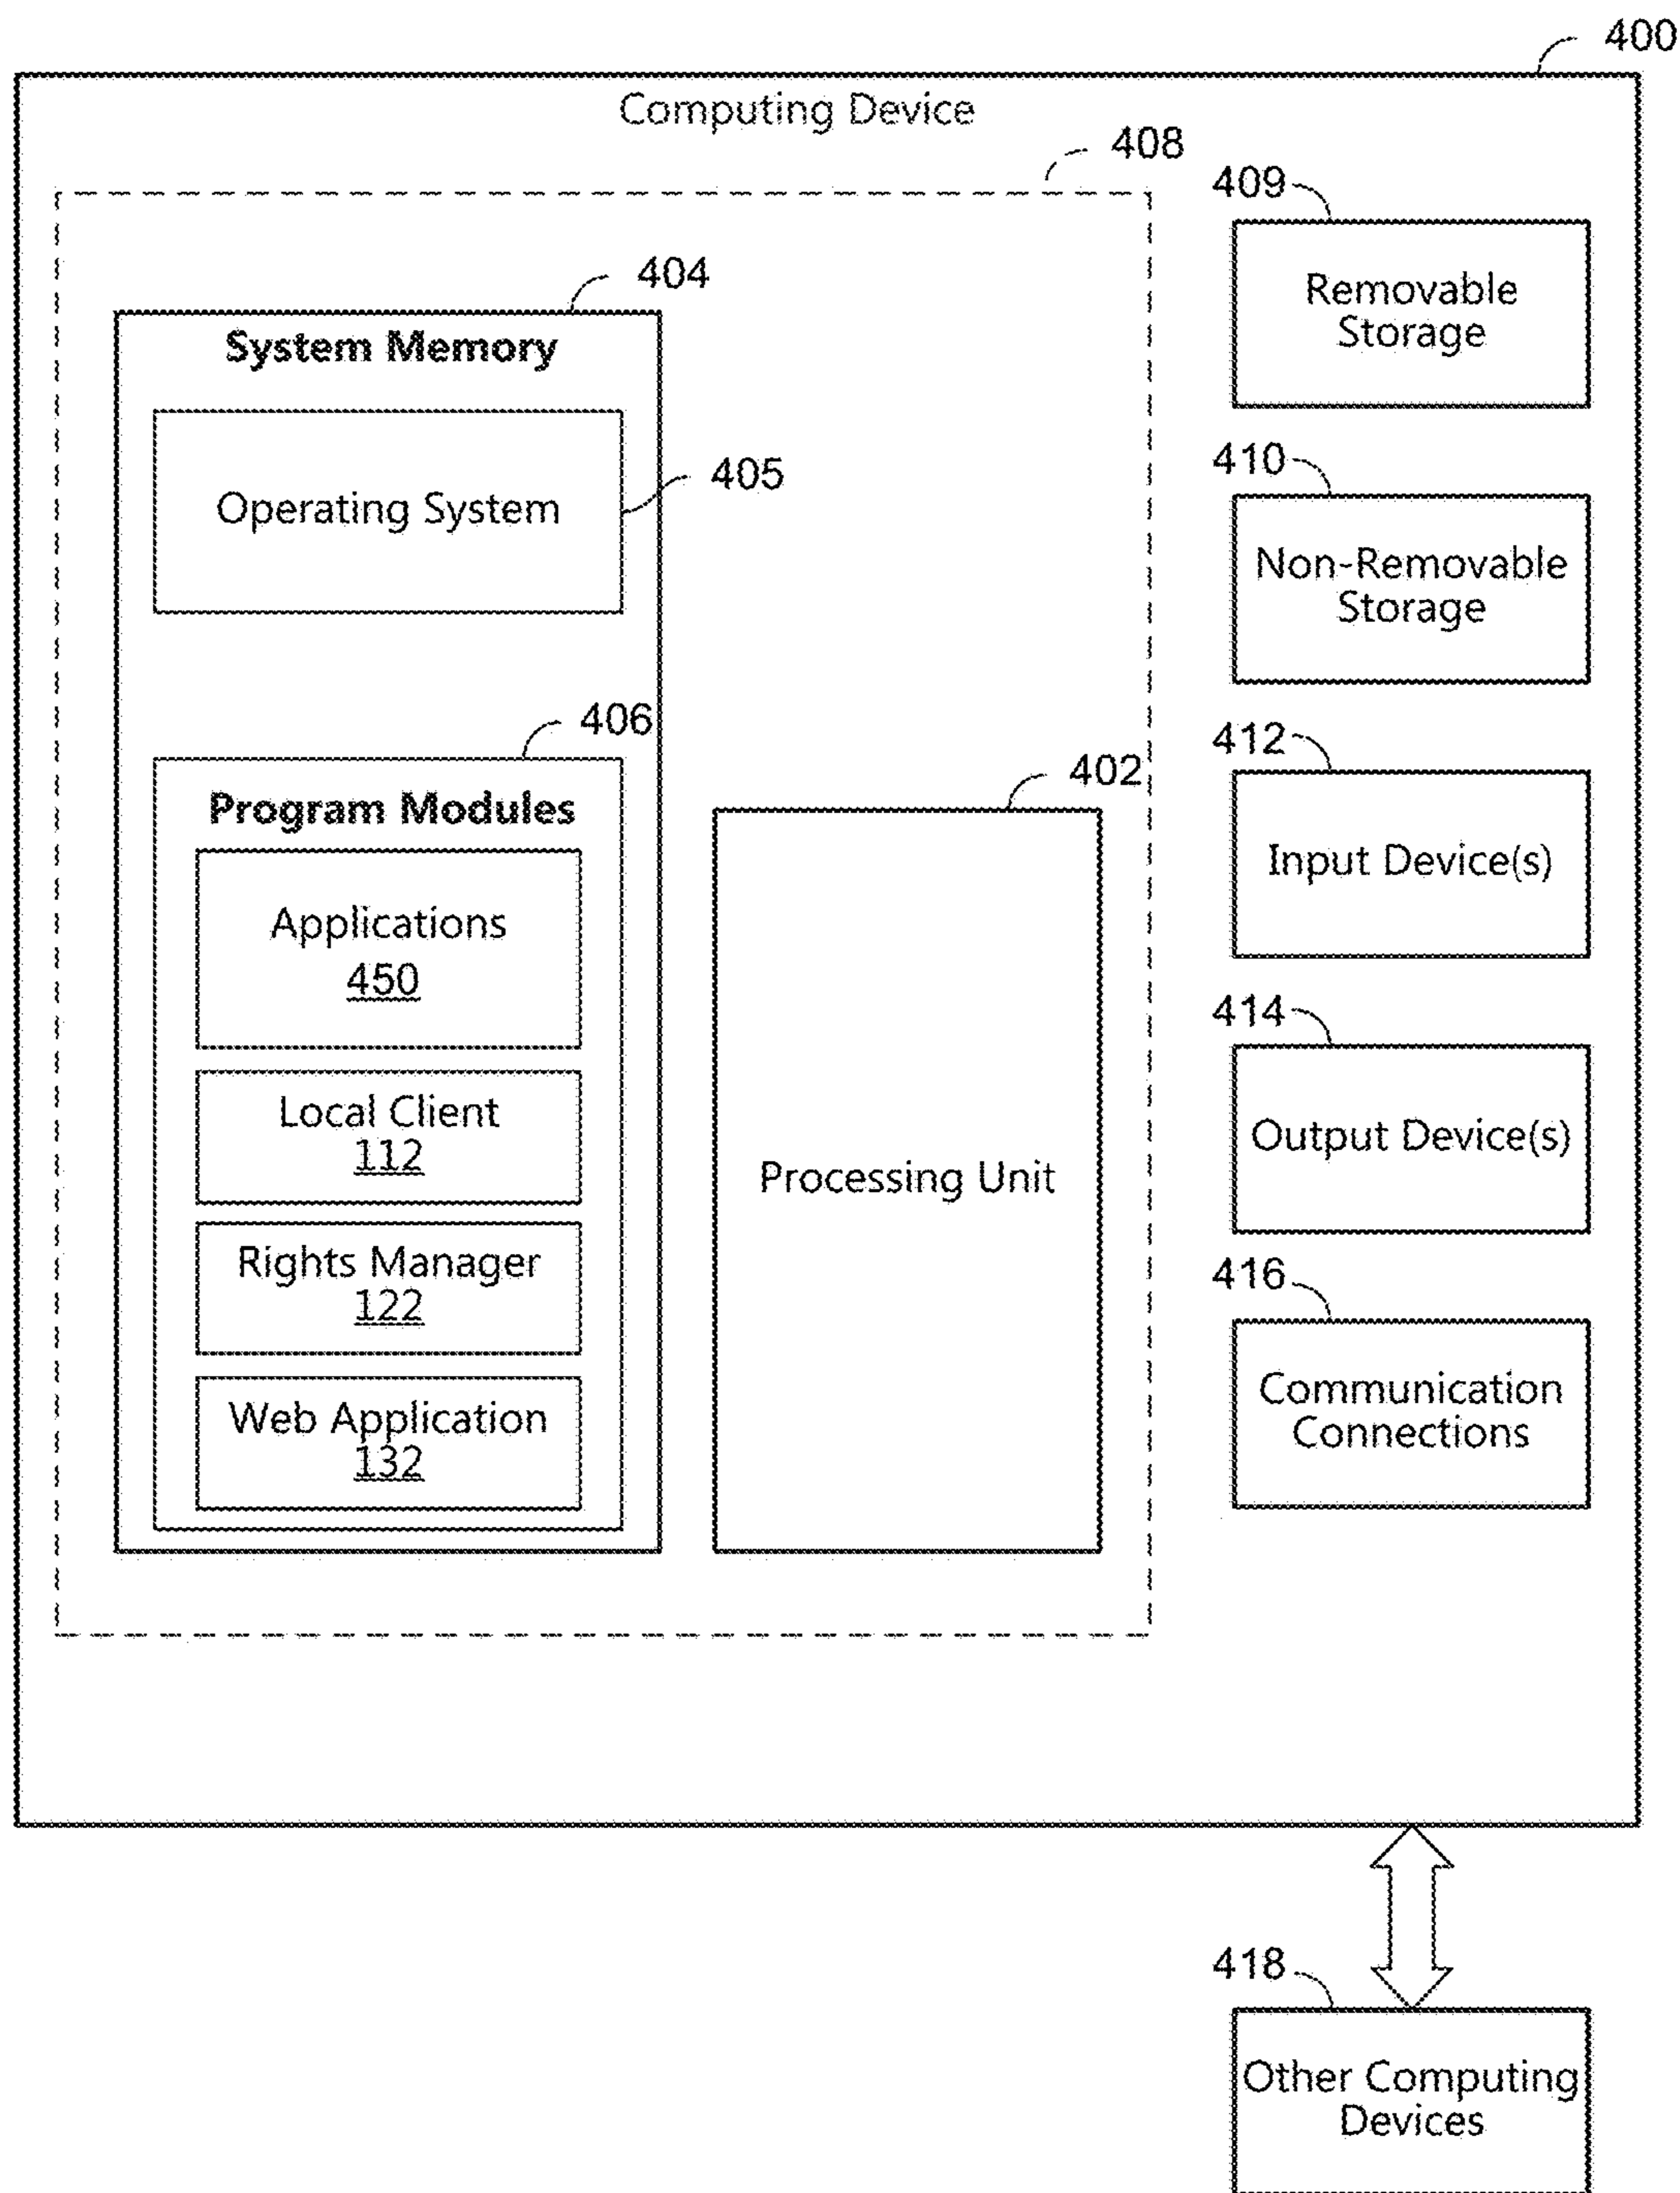 400
Computing Device
408
409
Removable
Storage
404
System Memory
Operating System
405
410
Non-Removable
Storage
406
Program Modules
Applications
450
Local Client
112
Rights Manager
122
Web Application
132
402
Processing Unit
412
Input Device(s)
414
Output Device(s)
416
Communication
Connections
418
Other Computing
Devices